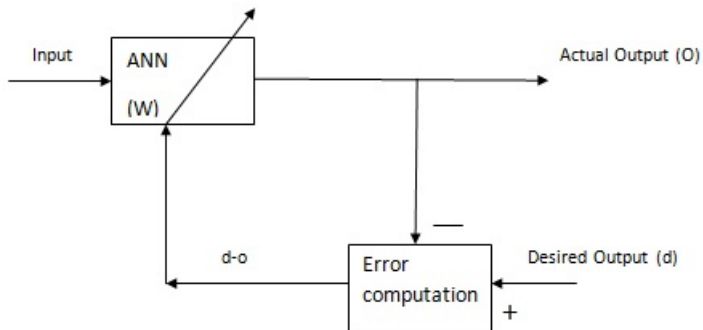 Input
ANN
(W)
Actual Output (O)
—
d-o
Error
computation
Desired Output (d)
+